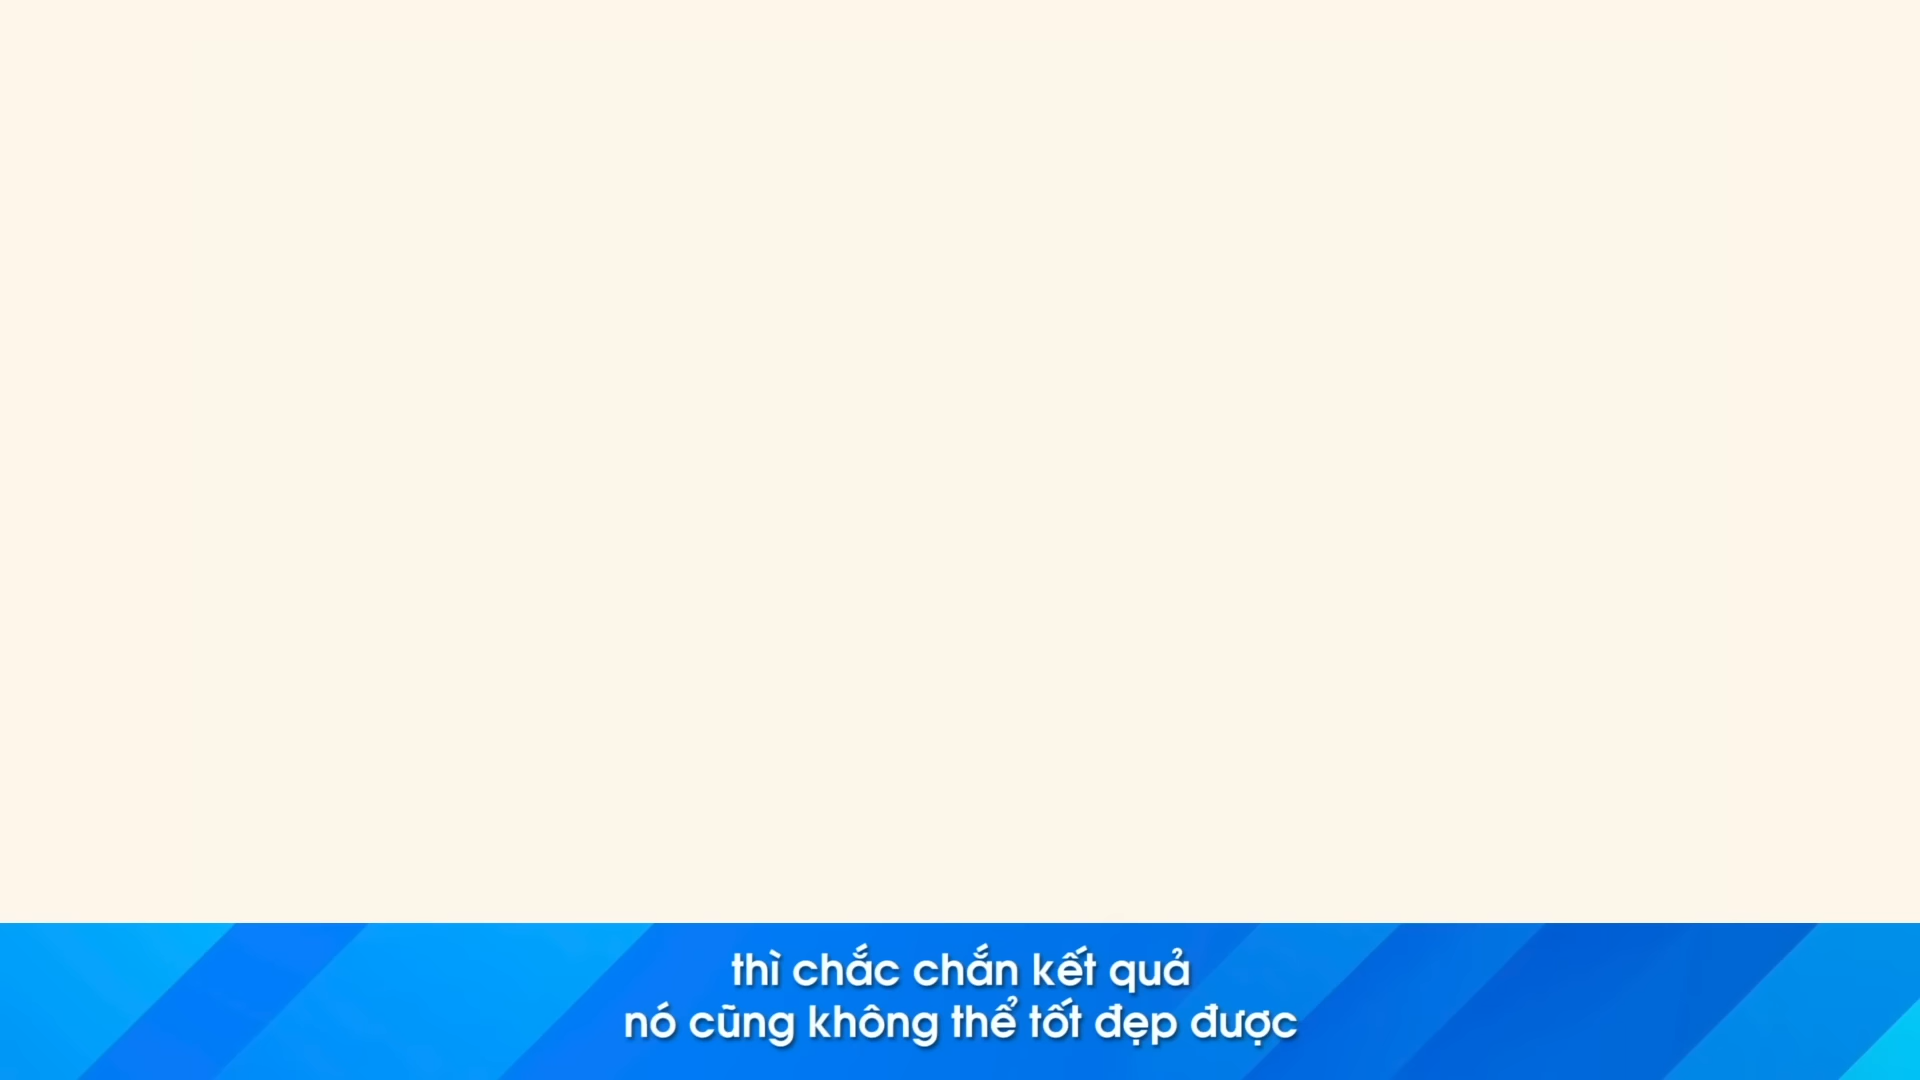 thì chắc chắn kết quả
nó cũng không thể tốt đẹp được